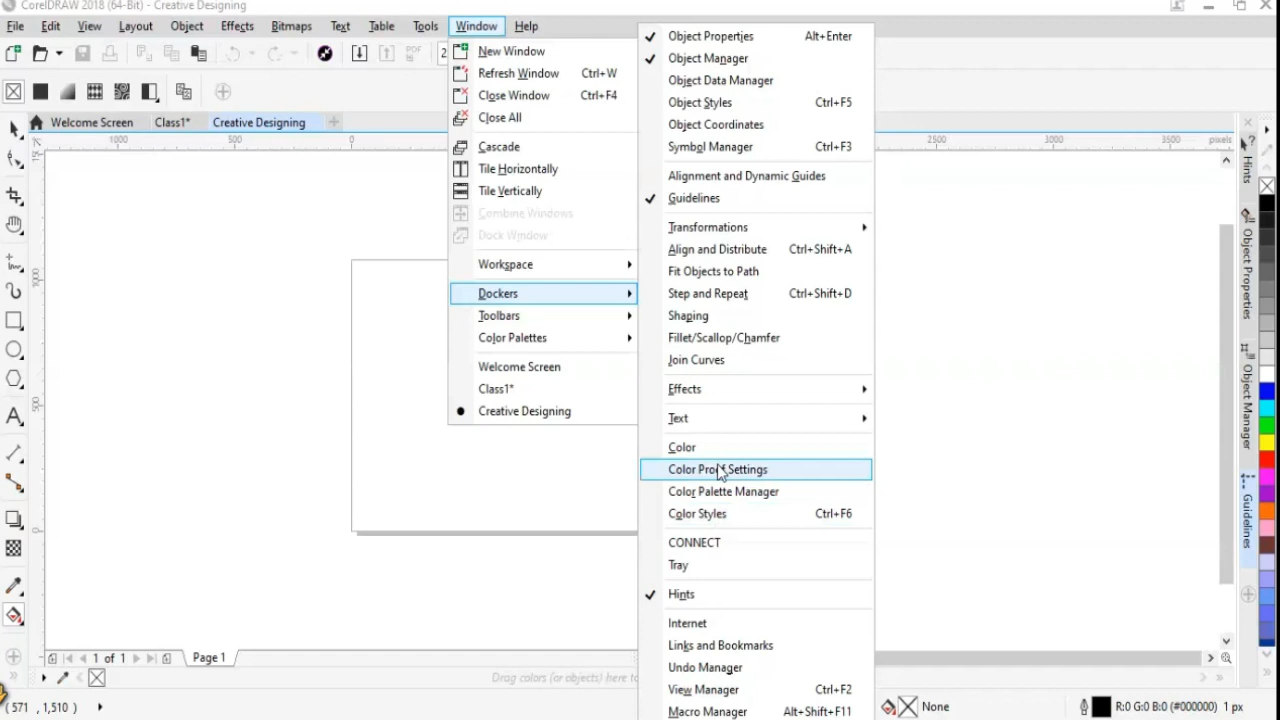 CorelDRAW 2018 (64-Bit) - Creative Designing
File Edit View Layout Object Effects Bitmaps Text Table Tools Window Help
PDF
Welcome Screen Class1* Creative Designing
1000 500 0 2500 3000 3500 pixels
1000
500
0
New Window
Refresh Window Ctrl+W
Close Window Ctrl+F4
Close All
Cascade
Tile Horizontally
Tile Vertically
Combine Windows
Dock Window
Workspace
Dockers
Toolbars
Color Palettes
Welcome Screen
Class1*
Creative Designing
Object Properties Alt+Enter
Object Manager
Object Data Manager
Object Styles Ctrl+F5
Object Coordinates
Symbol Manager Ctrl+F3
Alignment and Dynamic Guides
Guidelines
Transformations
Align and Distribute Ctrl+Shift+A
Fit Objects to Path
Step and Repeat Ctrl+Shift+D
Shaping
Fillet/Scallop/Chamfer
Join Curves
Effects
Text
Color
Color Proof Settings
Color Palette Manager
Color Styles Ctrl+F6
CONNECT
Tray
Hints
Internet
Links and Bookmarks
Undo Manager
View Manager Ctrl+F2
Macro Manager Alt+Shift+F11
Hints
Object Properties
Object Manager
Guidelines
1 of 1 Page 1
Drag colors (or objects) here to
(571 , 1,510) None R:0 G:0 B:0 (#000000) 1 px